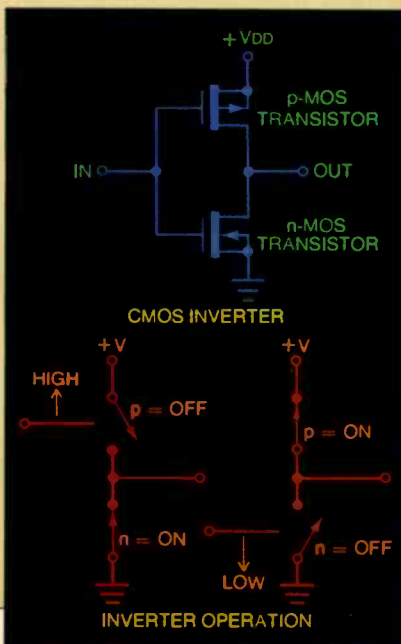 +VDD
p-MOS
TRANSISTOR
IN
OUT
n-MOS
TRANSISTOR
CMOS INVERTER
+V
HIGH
p = OFF
n = ON
+V
p = ON
n = OFF
LOW
INVERTER OPERATION